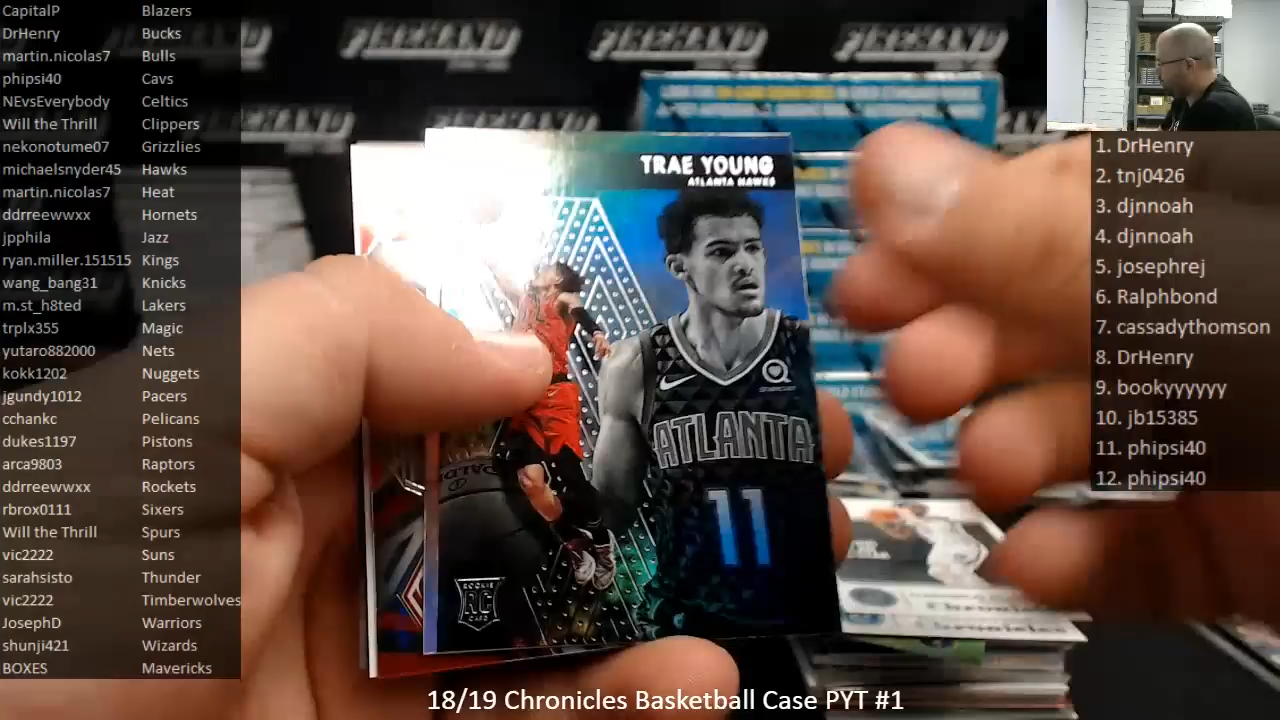 CapitalP Blazers
DrHenry Bucks
martin.nicolas7 Bulls
phipsi40 Cavs
NEvsEverybody Celtics
Will the Thrill Clippers
nekonotume07 Grizzlies
michaelsnyder45 Hawks
martin.nicolas7 Heat
ddrreewwxx Hornets
jpphila Jazz
ryan.miller.151515 Kings
wang_bang31 Knicks
m.st_h8ted Lakers
trplx355 Magic
yutaro882000 Nets
kokk1202 Nuggets
jgundy1012 Pacers
cchankc Pelicans
dukes1197 Pistons
arca9803 Raptors
ddrreewwxx Rockets
rbrox0111 Sixers
Will the Thrill Spurs
vic2222 Suns
sarahsisto Thunder
vic2222 Timberwolves
JosephD Warriors
shunji421 Wizards
BOXES Mavericks
FIREHAND FIREHAND FIREHAND
TRAE YOUNG
ATLANTA HAWKS
ATLANTA
11
ROOKIE
RC
CARD
Chronicles
1. DrHenry
2. tnj0426
3. djnnoah
4. djnnoah
5. josephrej
6. Ralphbond
7. cassadythomson
8. DrHenry
9. bookyyyyyy
10. jb15385
11. phipsi40
12. phipsi40
18/19 Chronicles Basketball Case PYT #1